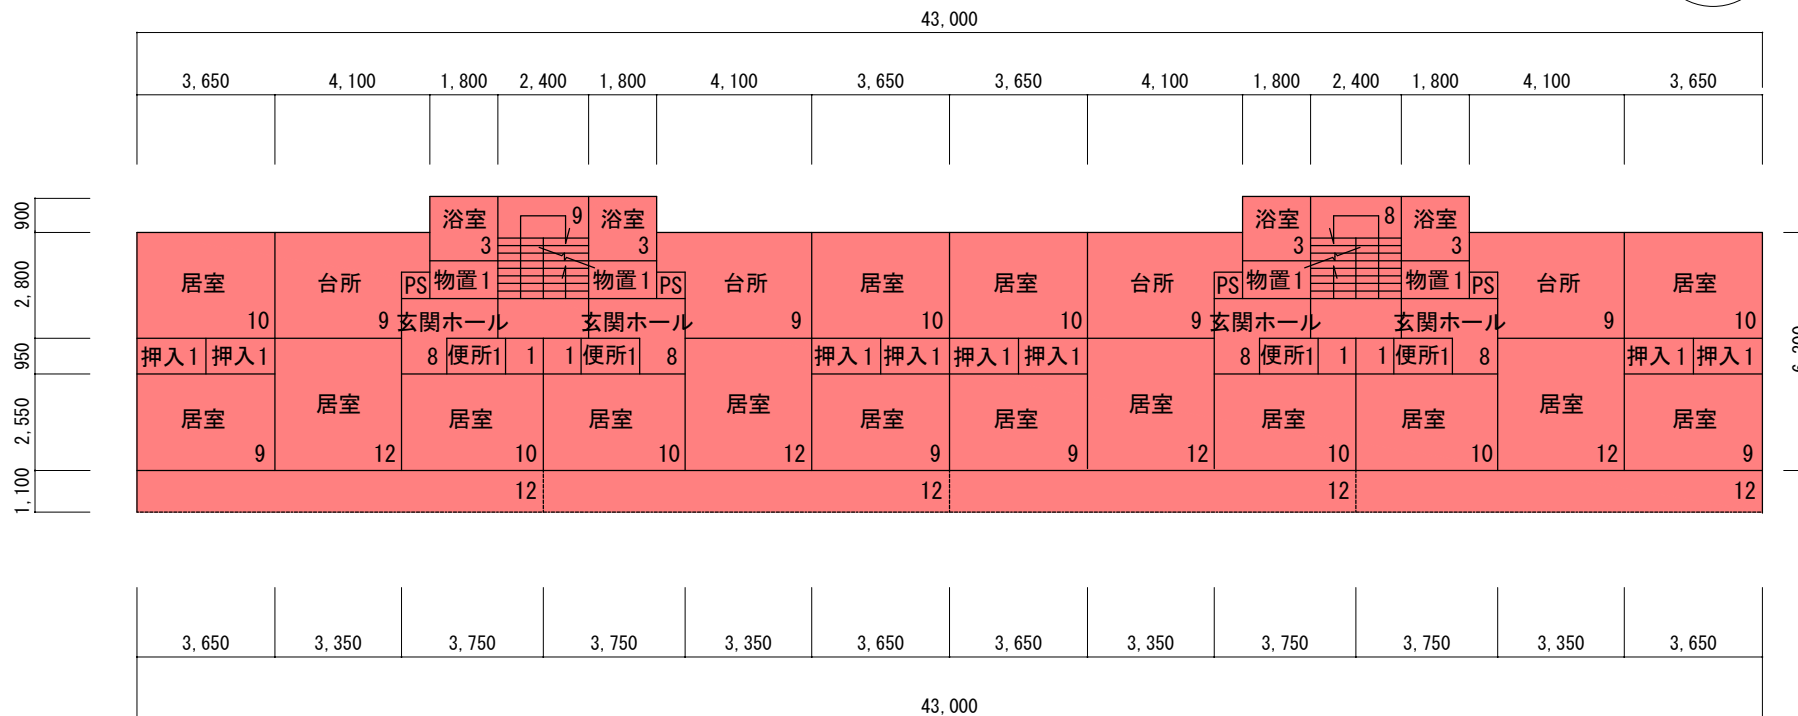 43,000
3,650 4,100 1,800 2,400 1,800 4,100 3,650 3,650 4,100 1,800 2,400 1,800 4,100 3,650
900
2,800
950
2,550
1,100
浴室 9 浴室 浴室 8 浴室
3 3 3 3
居室 台所 PS 物置1 物置1 PS 台所 居室 居室 台所 PS 物置1 物置1 PS 台所 居室
10 9 玄関ホール 玄関ホール 9 10 10 9 玄関ホール 玄関ホール 9 10
押入1 押入1 8 便所1 1 1 便所1 8 押入1 押入1 押入1 押入1 8 便所1 1 1 便所1 8 押入1 押入1
居室 居室 居室 居室 居室 居室 居室 居室 居室 居室 居室 居室
9 12 10 10 12 9 9 12 10 10 12 9
12 12 12 12
3,650 3,350 3,750 3,750 3,350 3,650 3,650 3,350 3,750 3,750 3,350 3,650
43,000